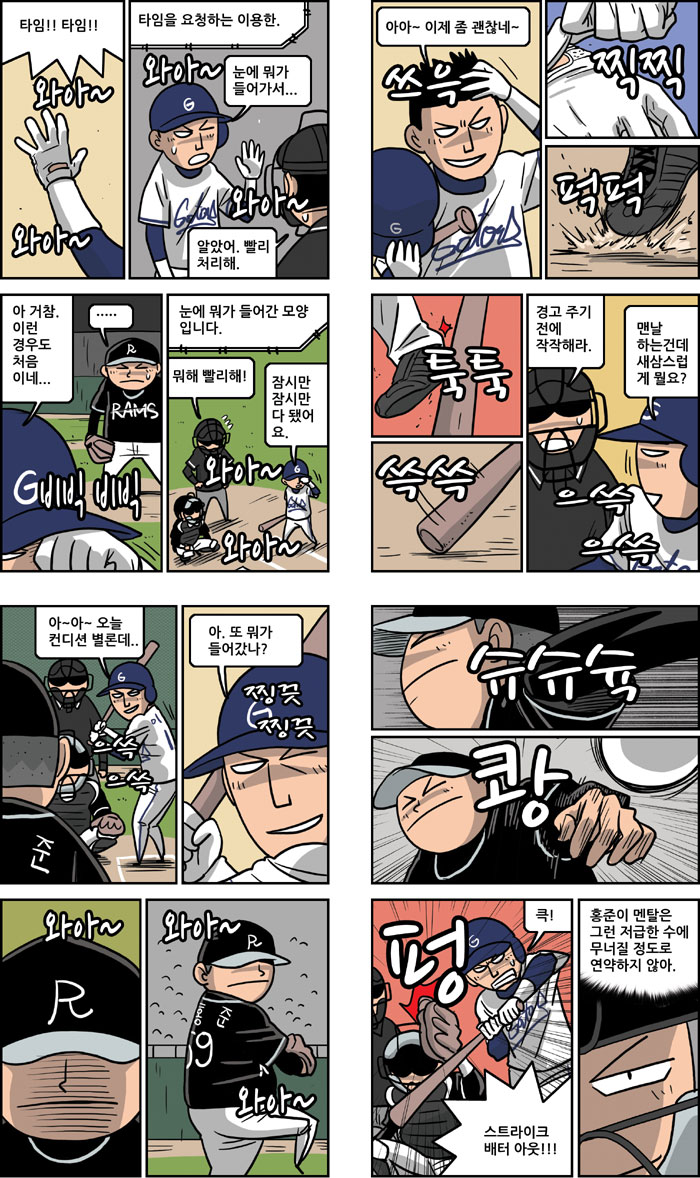 타임!! 타임!!
와아~
와아~
타임을 요청하는 이용한.
와아~
눈에 뭐가
들어가서...
G
Gators
와아~
알았어. 빨리
처리해.
아 거참.
이런
경우도
처음
이네...
.....
R
RAMS
G
비빅 비빅
눈에 뭐가 들어간 모양
입니다.
뭐해 빨리해!
잠시만
잠시만
다 됐어
요.
와아~
G
와아~
아아~ 이제 좀 괜찮네~
쓰윽~
G
Gators
찍찍
퍽퍽
툭툭
쓱쓱
경고 주기
전에
작작해라.
맨날
하는건데
새삼스럽
게 뭘요?
G
으쓱
으쓱
아~아~ 오늘
컨디션 별론데..
G
으쓱
으쓱
1
준
아. 또 뭐가
들어갔나?
G
찡긋
찡긋
와아~
R
와아~
R
홍 준
59
와아~
슈슈슉
쾅
펑
큭!
G
Gators
스트라이크
배터 아웃!!!
홍준이 멘탈은
그런 저급한 수에
무너질 정도로
연약하지 않아.